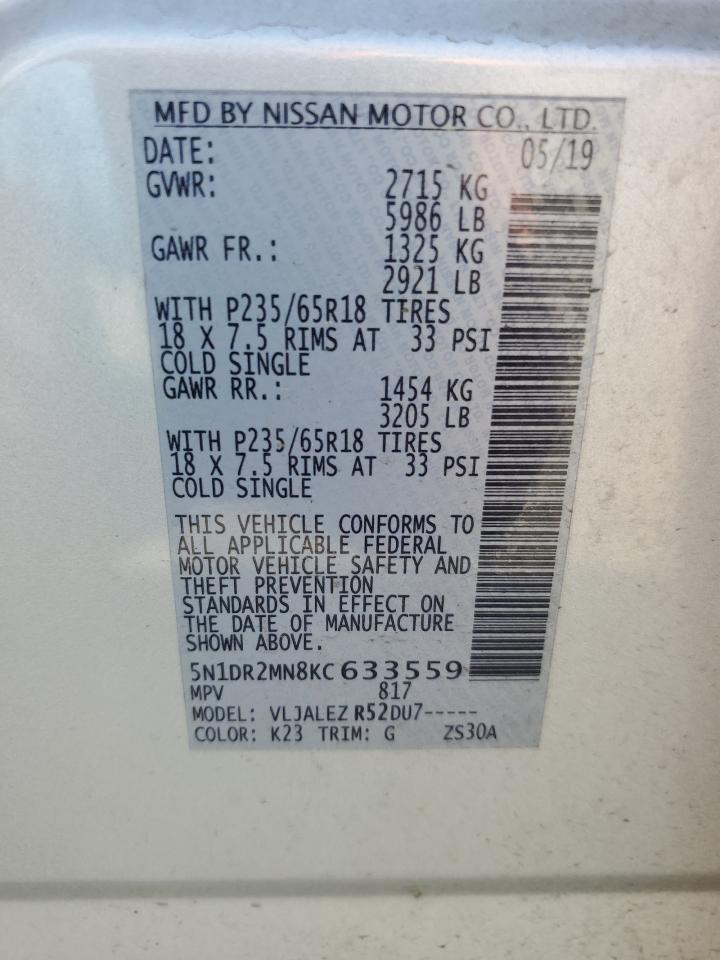 MFD BY NISSAN MOTOR CO., LTD.
DATE: 05/19
GVWR: 2715 KG
5986 LB
GAWR FR.: 1325 KG
2921 LB
WITH P235/65R18 TIRES
18 X 7.5 RIMS AT 33 PSI
COLD SINGLE
GAWR RR.: 1454 KG
3205 LB
WITH P235/65R18 TIRES
18 X 7.5 RIMS AT 33 PSI
COLD SINGLE
THIS VEHICLE CONFORMS TO
ALL APPLICABLE FEDERAL
MOTOR VEHICLE SAFETY AND
THEFT PREVENTION
STANDARDS IN EFFECT ON
THE DATE OF MANUFACTURE
SHOWN ABOVE.
5N1DR2MN8KC633559
MPV 817
MODEL: VLJALEZ R52DU7-----
COLOR: K23 TRIM: G ZS30A